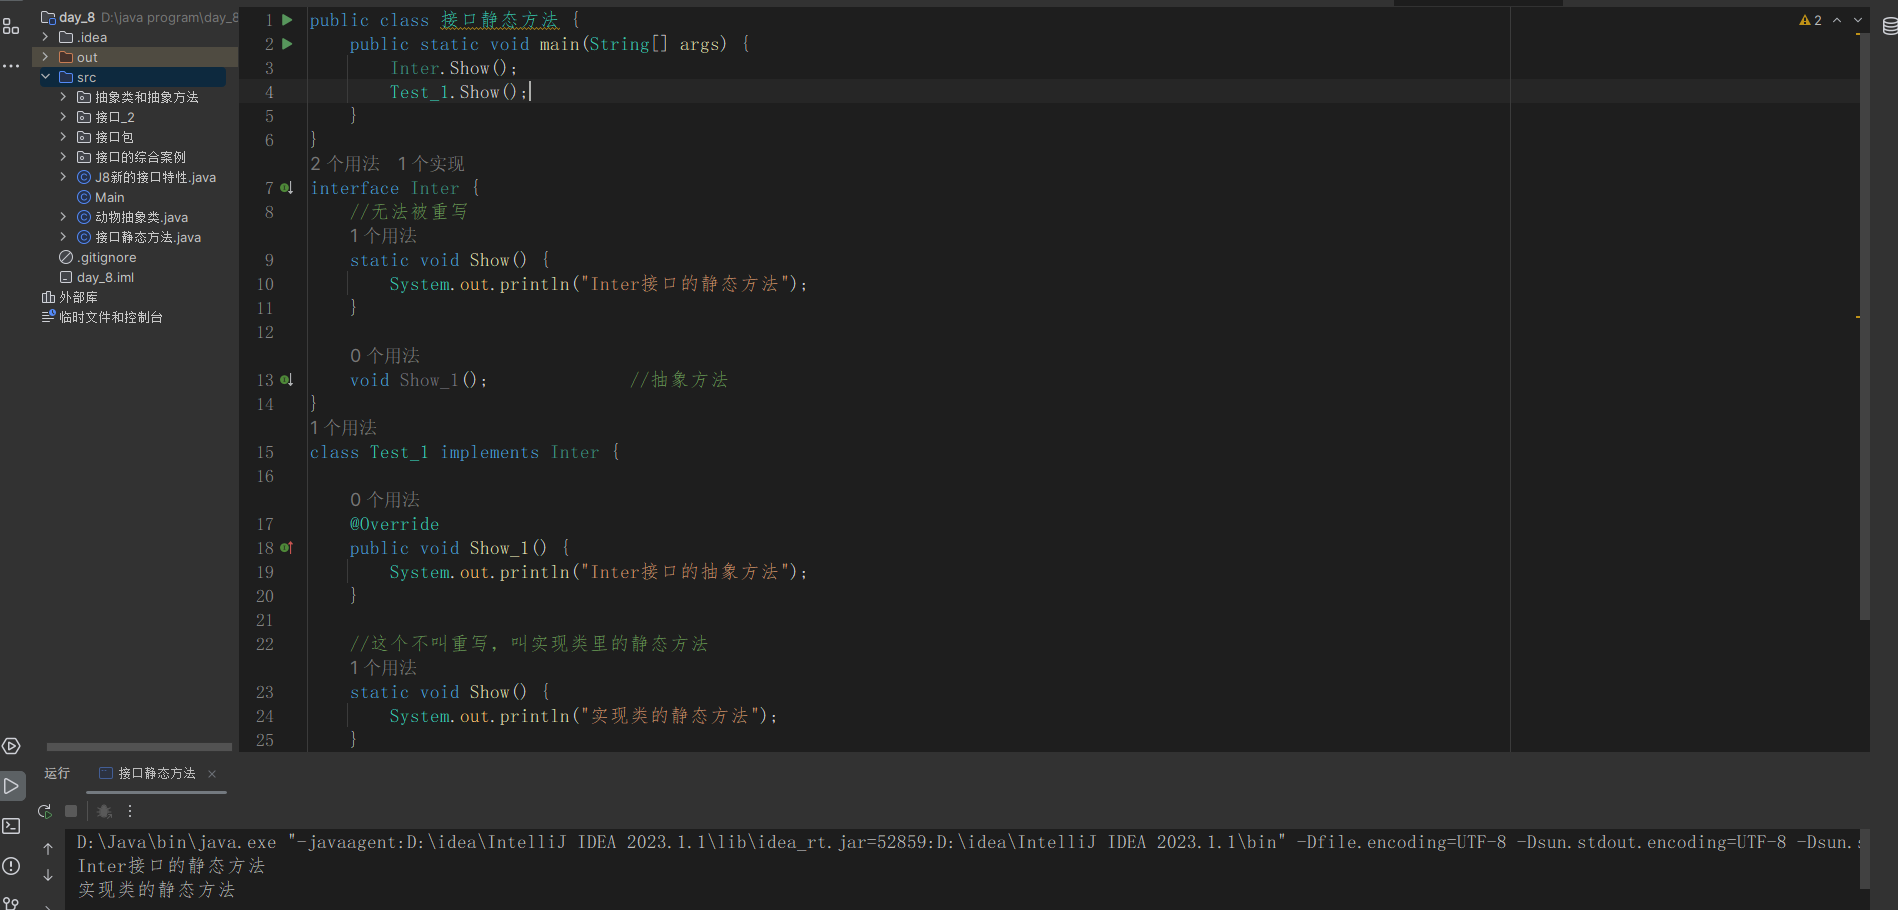 day_8 D:\java program\day_8
.idea
out
src
抽象类和抽象方法
接口_2
接口包
接口的综合案例
J8新的接口特性.java
Main
动物抽象类.java
接口静态方法.java
.gitignore
day_8.iml
外部库
临时文件和控制台
2
1 public class 接口静态方法 {
2 public static void main(String[] args) {
3 Inter.Show();
4 Test_1.Show();
5 }
6 }
2 个用法 1 个实现
7 interface Inter {
8 //无法被重写
1 个用法
9 static void Show() {
10 System.out.println("Inter接口的静态方法");
11 }
12
0 个用法
13 void Show_1(); //抽象方法
14 }
1 个用法
15 class Test_1 implements Inter {
16
0 个用法
17 @Override
18 public void Show_1() {
19 System.out.println("Inter接口的抽象方法");
20 }
21
22 //这个不叫重写，叫实现类里的静态方法
1 个用法
23 static void Show() {
24 System.out.println("实现类的静态方法");
25 }
运行 接口静态方法
D:\Java\bin\java.exe "-javaagent:D:\idea\IntelliJ IDEA 2023.1.1\lib\idea_rt.jar=52859:D:\idea\IntelliJ IDEA 2023.1.1\bin" -Dfile.encoding=UTF-8 -Dsun.stdout.encoding=UTF-8 -Dsun.s
Inter接口的静态方法
实现类的静态方法